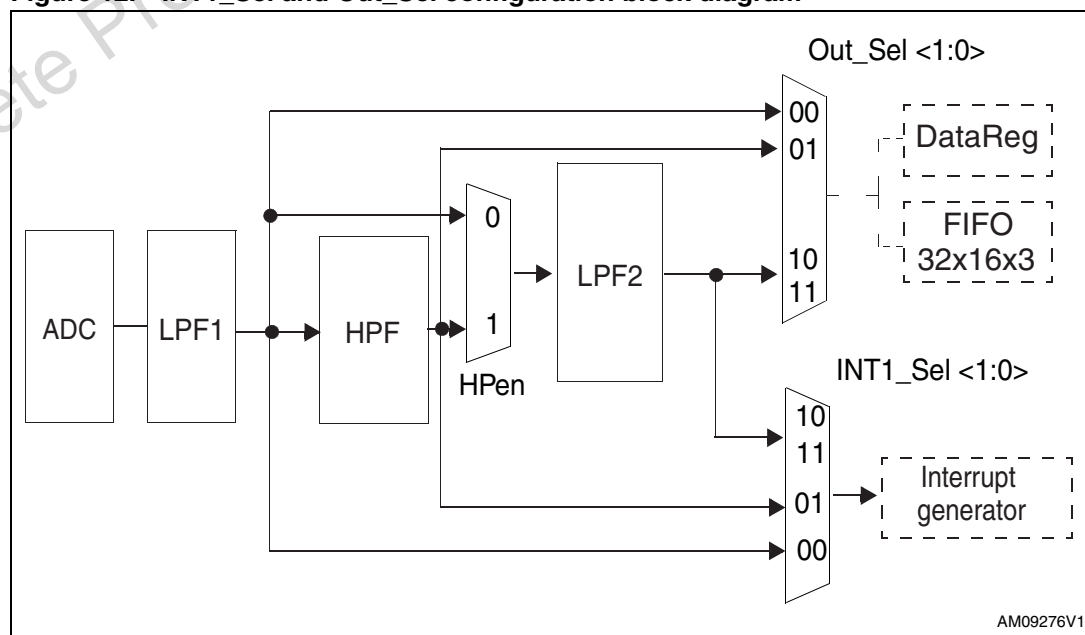 Out_Sel <1:0>
00
01
10
11
DataReg
FIFO
32x16x3
0
1
HPen
ADC
LPF1
HPF
LPF2
INT1_Sel <1:0>
10
11
01
00
Interrupt
generator
AM09276V1